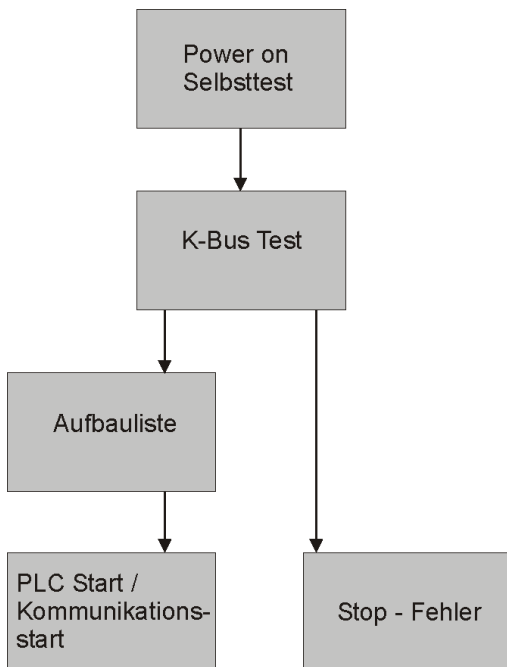 Power on
Selbsttest
K-Bus Test
Aufbauliste
PLC Start /
Kommunikations-
start
Stop - Fehler